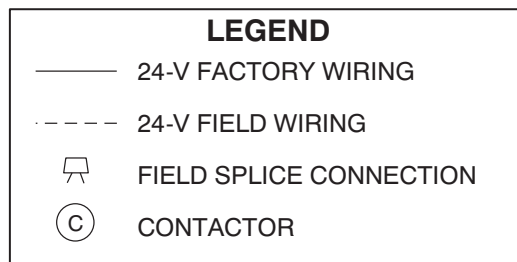 LEGEND
24-V FACTORY WIRING
24-V FIELD WIRING
FIELD SPLICE CONNECTION
C CONTACTOR